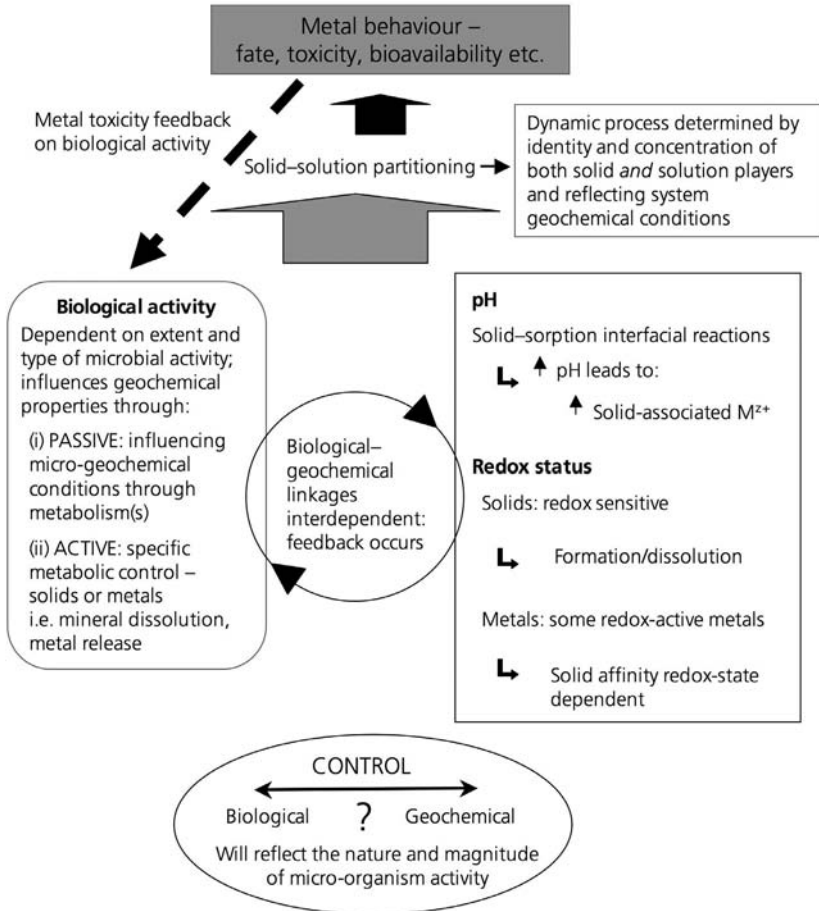 Metal behaviour –
fate, toxicity, bioavailability etc.
Metal toxicity feedback
on biological activity
Solid–solution partitioning
Dynamic process determined by
identity and concentration of
both solid and solution players
and reflecting system
geochemical conditions
Biological activity
Dependent on extent and
type of microbial activity;
influences geochemical
properties through:
(i) PASSIVE: influencing
micro-geochemical
conditions through
metabolism(s)
(ii) ACTIVE: specific
metabolic control –
solids or metals
i.e. mineral dissolution,
metal release
Biological–
geochemical
linkages
interdependent:
feedback occurs
pH
Solid–sorption interfacial reactions
pH leads to:
Solid-associated Mᶻ⁺
Redox status
Solids: redox sensitive
Formation/dissolution
Metals: some redox-active metals
Solid affinity redox-state
dependent
CONTROL
Biological ? Geochemical
Will reflect the nature and magnitude
of micro-organism activity